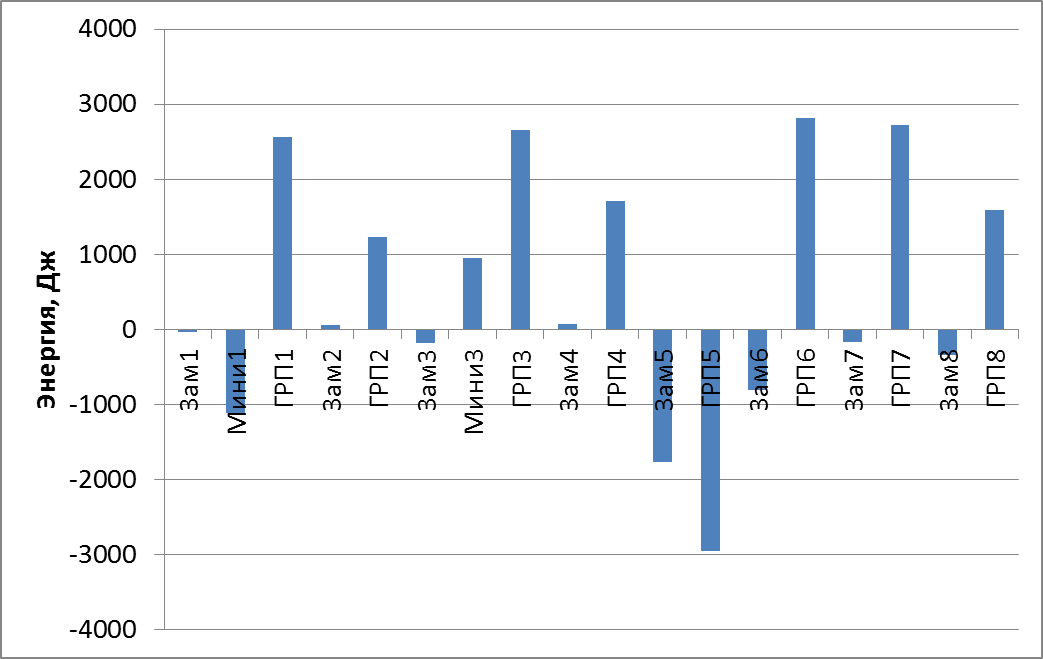 4000
3000
2000
1000
0
-1000
-2000
-3000
-4000
Энергия, Дж
Зам1
Мини1
ГРП1
Зам2
ГРП2
Зам3
Мини3
ГРП3
Зам4
ГРП4
Зам5
ГРП5
Зам6
ГРП6
Зам7
ГРП7
Зам8
ГРП8